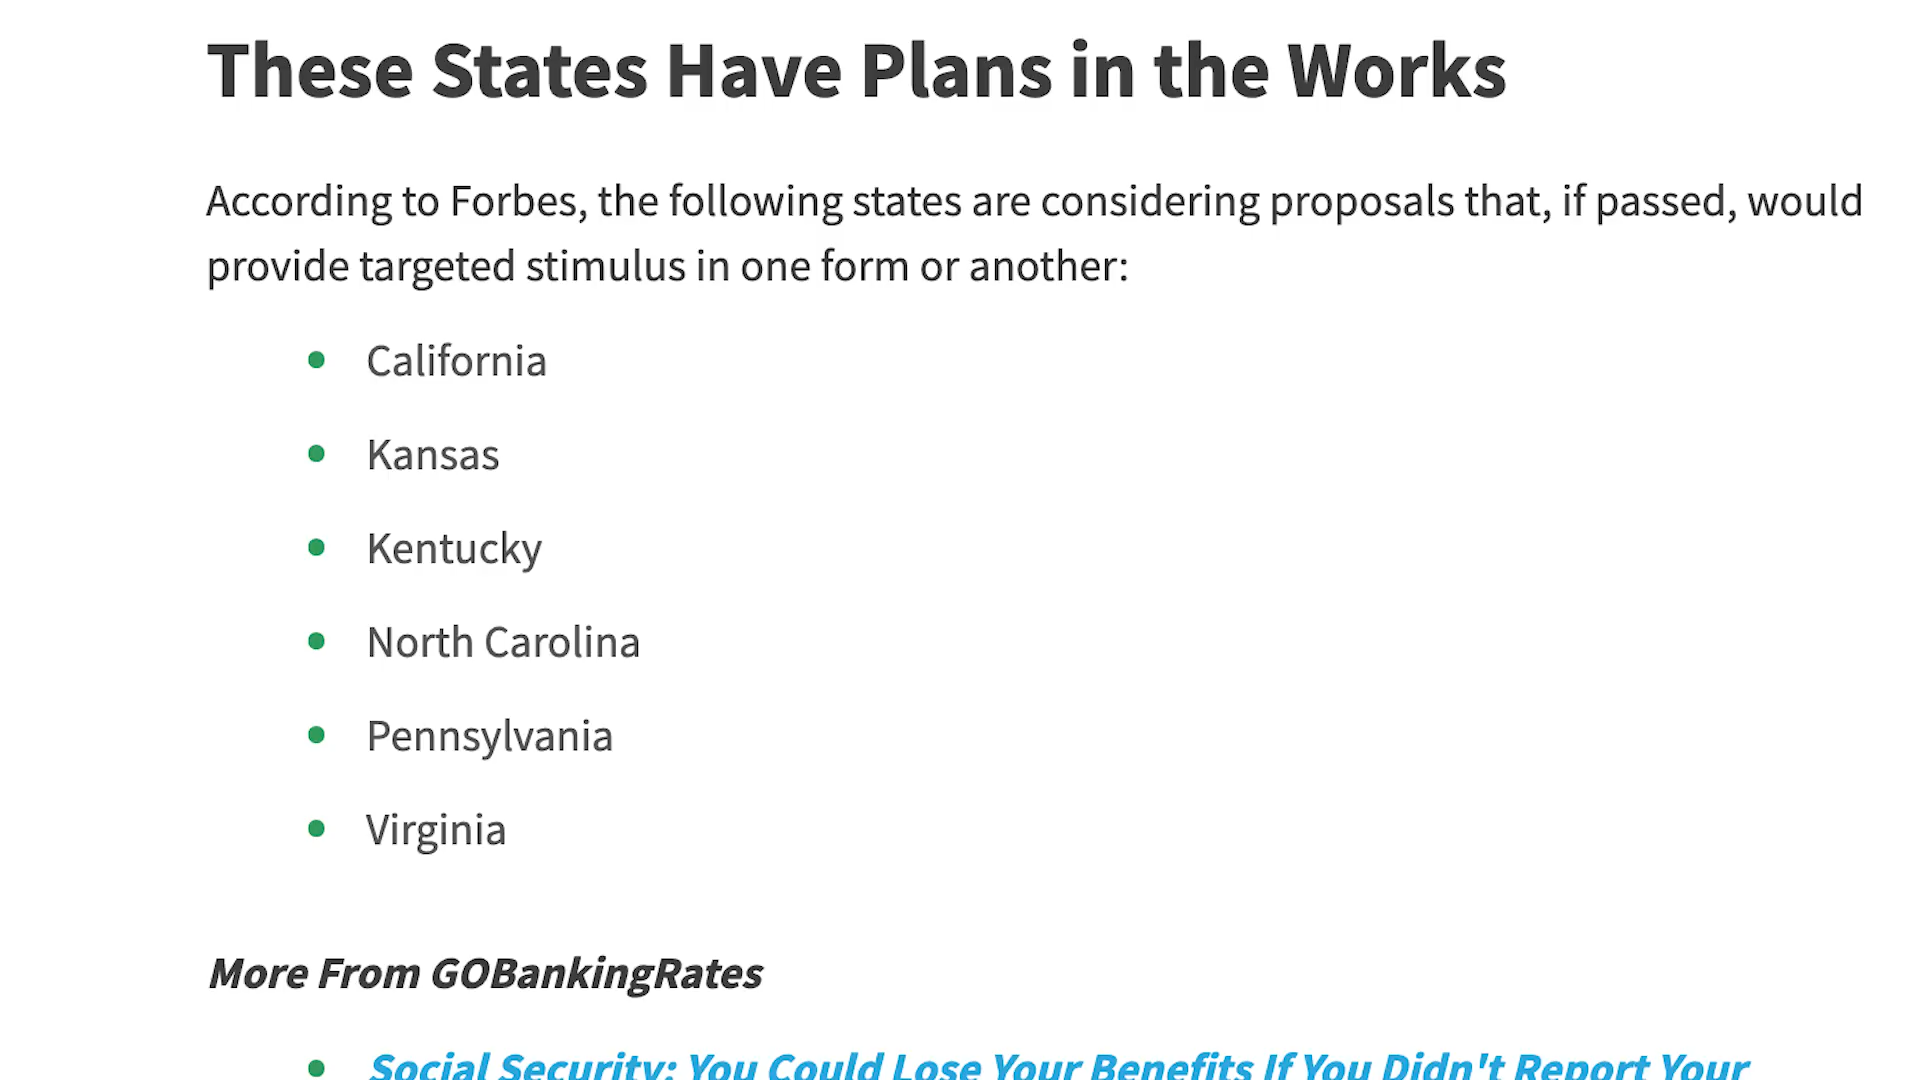 These States Have Plans in the Works
According to Forbes, the following states are considering proposals that, if passed, would
provide targeted stimulus in one form or another:
California
Kansas
Kentucky
North Carolina
Pennsylvania
Virginia
More From GOBankingRates
Social Security: You Could Lose Your Benefits If You Didn't Report Your